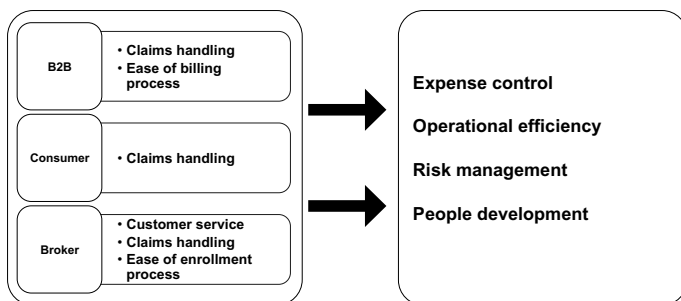 B2B
• Claims handling
• Ease of billing
process
Consumer
• Claims handling
Broker
• Customer service
• Claims handling
• Ease of enrollment
process
Expense control
Operational efficiency
Risk management
People development